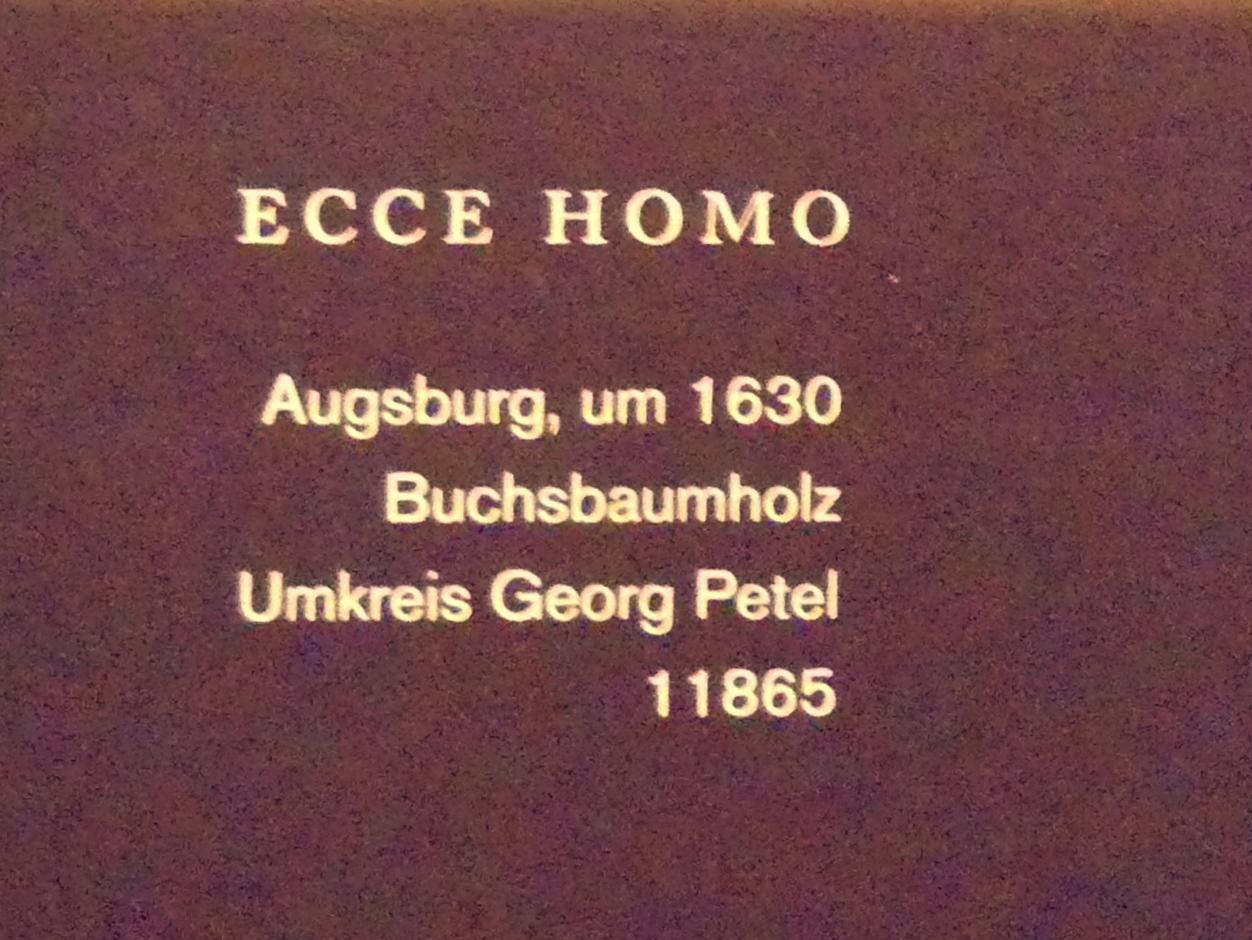 ECCE HOMO
Augsburg, um 1630
Buchsbaumholz
Umkreis Georg Petel
11865